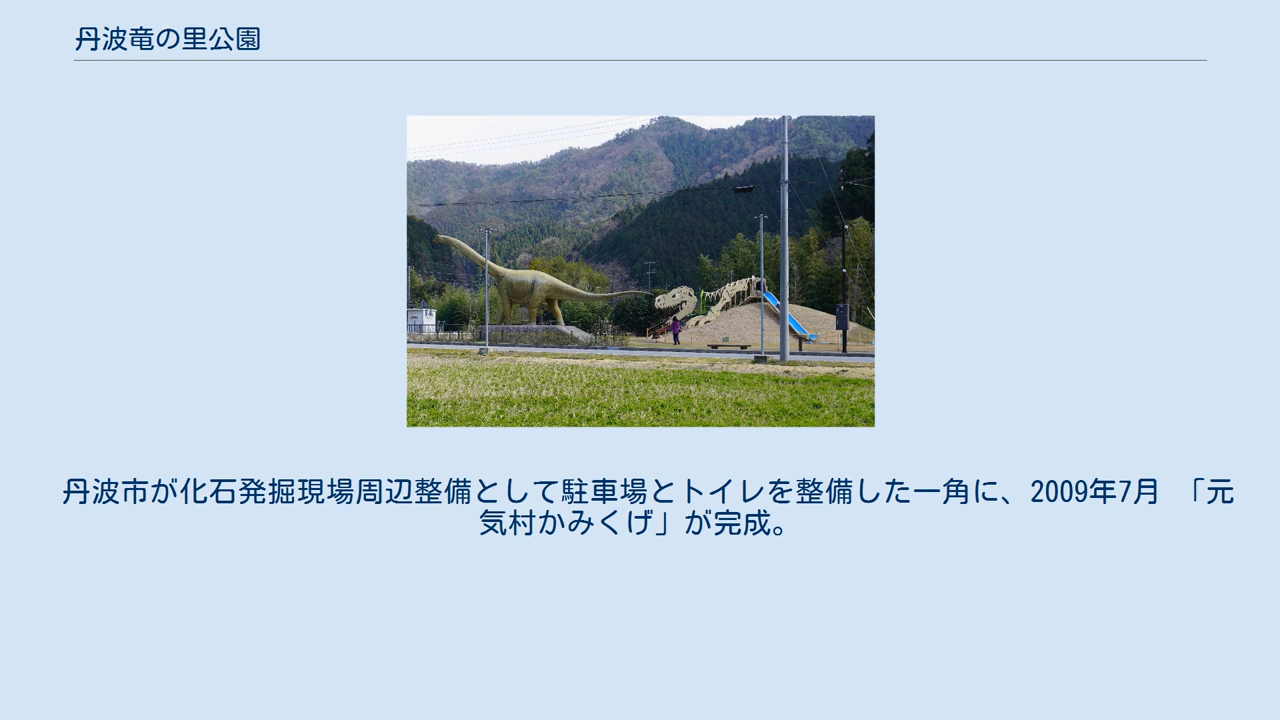 丹波竜の里公園
丹波市が化石発掘現場周辺整備として駐車場とトイレを整備した一角に、2009年7月 「元
気村かみくげ」が完成。